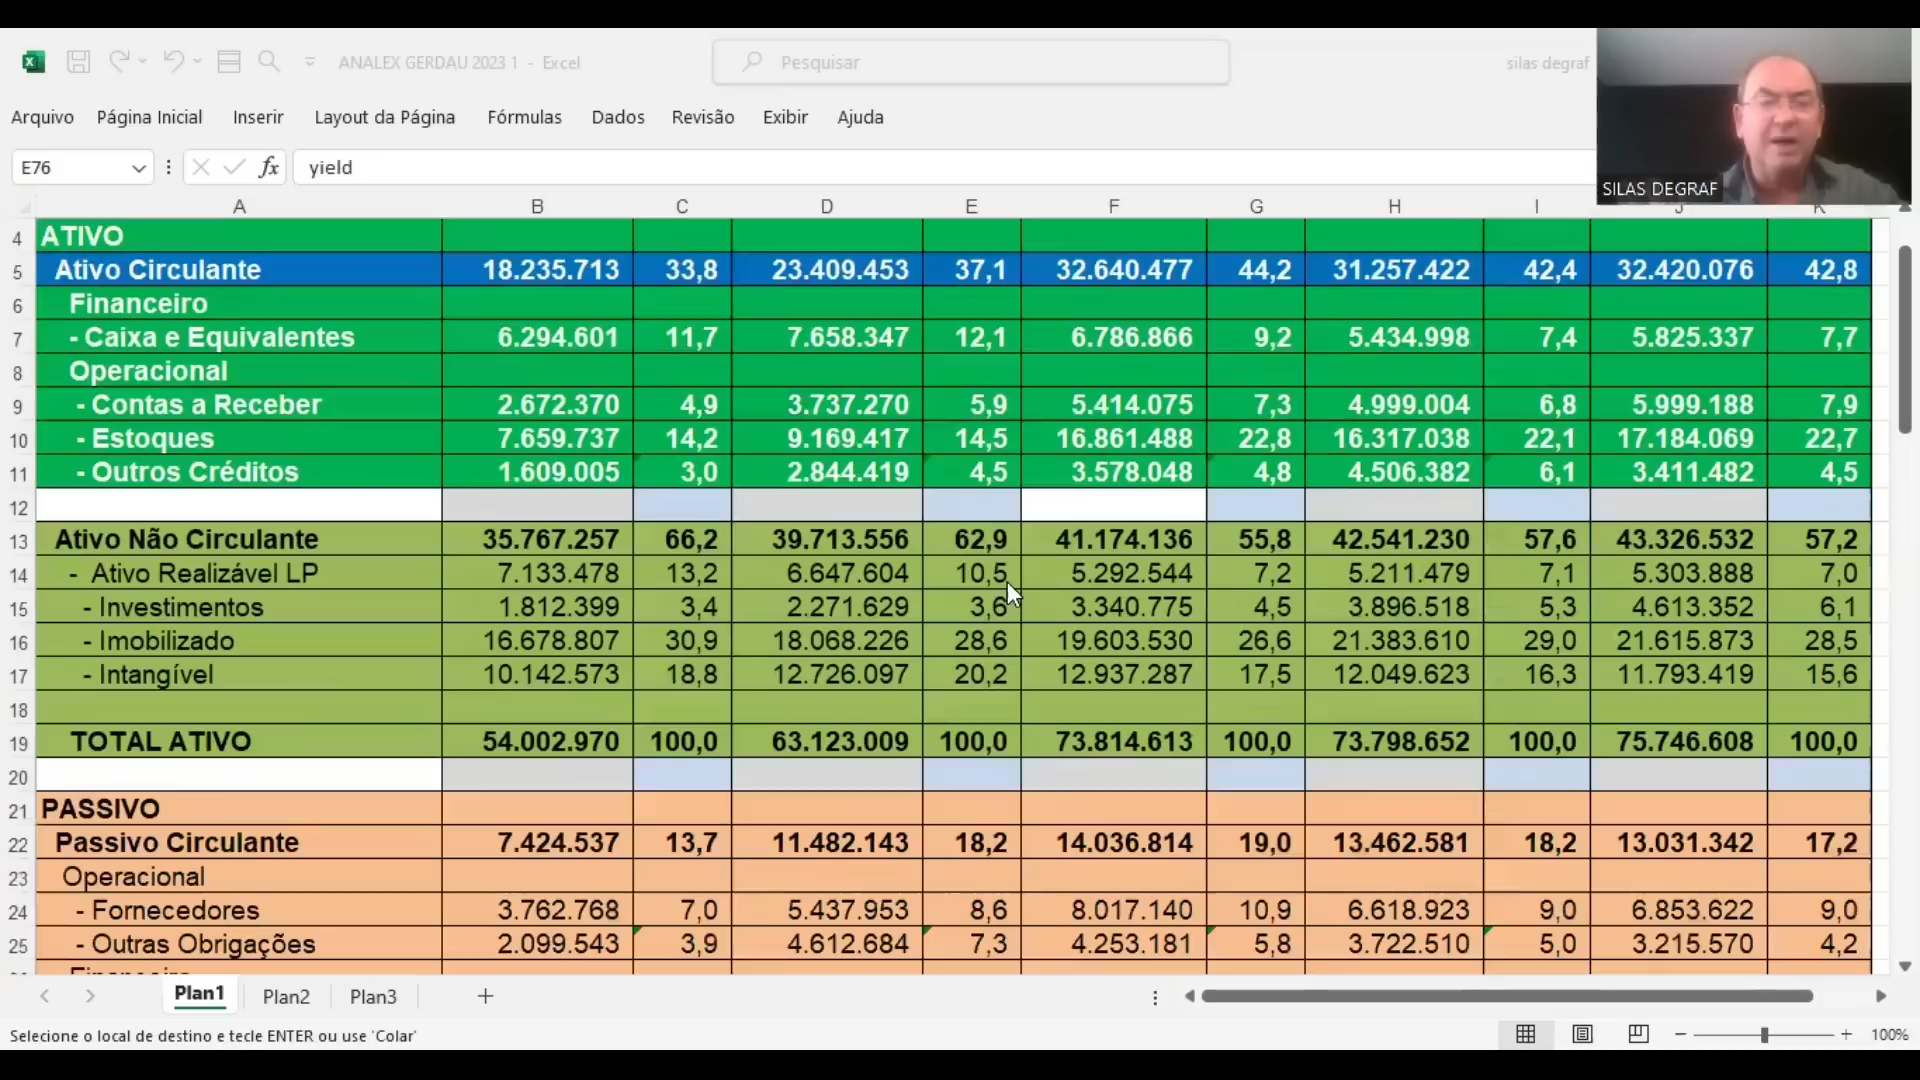 ANALEX GERDAU 2023 1 - Excel
Pesquisar
silas degraf
Arquivo Página Inicial Inserir Layout da Página Fórmulas Dados Revisão Exibir Ajuda
SILAS DEGRAF
E76 fx yield
A B C D E F G H I J K
4 ATIVO
5 Ativo Circulante 18.235.713 33,8 23.409.453 37,1 32.640.477 44,2 31.257.422 42,4 32.420.076 42,8
6 Financeiro
7 - Caixa e Equivalentes 6.294.601 11,7 7.658.347 12,1 6.786.866 9,2 5.434.998 7,4 5.825.337 7,7
8 Operacional
9 - Contas a Receber 2.672.370 4,9 3.737.270 5,9 5.414.075 7,3 4.999.004 6,8 5.999.188 7,9
10 - Estoques 7.659.737 14,2 9.169.417 14,5 16.861.488 22,8 16.317.038 22,1 17.184.069 22,7
11 - Outros Créditos 1.609.005 3,0 2.844.419 4,5 3.578.048 4,8 4.506.382 6,1 3.411.482 4,5
12
13 Ativo Não Circulante 35.767.257 66,2 39.713.556 62,9 41.174.136 55,8 42.541.230 57,6 43.326.532 57,2
14 - Ativo Realizável LP 7.133.478 13,2 6.647.604 10,5 5.292.544 7,2 5.211.479 7,1 5.303.888 7,0
15 - Investimentos 1.812.399 3,4 2.271.629 3,6 3.340.775 4,5 3.896.518 5,3 4.613.352 6,1
16 - Imobilizado 16.678.807 30,9 18.068.226 28,6 19.603.530 26,6 21.383.610 29,0 21.615.873 28,5
17 - Intangível 10.142.573 18,8 12.726.097 20,2 12.937.287 17,5 12.049.623 16,3 11.793.419 15,6
18
19 TOTAL ATIVO 54.002.970 100,0 63.123.009 100,0 73.814.613 100,0 73.798.652 100,0 75.746.608 100,0
20
21 PASSIVO
22 Passivo Circulante 7.424.537 13,7 11.482.143 18,2 14.036.814 19,0 13.462.581 18,2 13.031.342 17,2
23 Operacional
24 - Fornecedores 3.762.768 7,0 5.437.953 8,6 8.017.140 10,9 6.618.923 9,0 6.853.622 9,0
25 - Outras Obrigações 2.099.543 3,9 4.612.684 7,3 4.253.181 5,8 3.722.510 5,0 3.215.570 4,2
Plan1 Plan2 Plan3
Selecione o local de destino e tecle ENTER ou use 'Colar'
100%